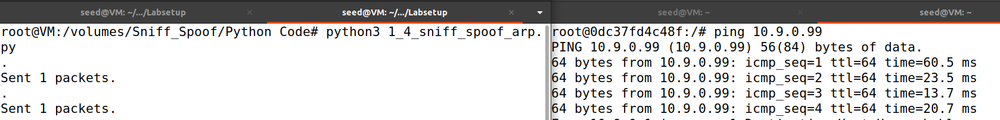 seed@VM: ~/.../Labsetup
seed@VM: ~/.../Labsetup
root@VM:/volumes/Sniff_Spoof/Python Code# python3 1_4_sniff_spoof_arp.
py
.
Sent 1 packets.
.
Sent 1 packets.
seed@VM: ~
seed@VM: ~
root@0dc37fd4c48f:/# ping 10.9.0.99
PING 10.9.0.99 (10.9.0.99) 56(84) bytes of data.
64 bytes from 10.9.0.99: icmp_seq=1 ttl=64 time=60.5 ms
64 bytes from 10.9.0.99: icmp_seq=2 ttl=64 time=23.5 ms
64 bytes from 10.9.0.99: icmp_seq=3 ttl=64 time=13.7 ms
64 bytes from 10.9.0.99: icmp_seq=4 ttl=64 time=20.7 ms